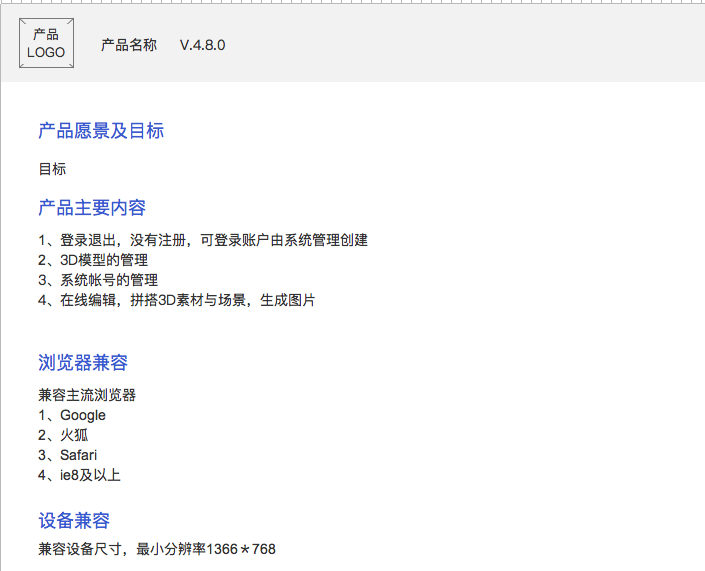 产品
LOGO
产品名称 V.4.8.0
产品愿景及目标
目标
产品主要内容
1、登录退出，没有注册，可登录账户由系统管理创建
2、3D模型的管理
3、系统帐号的管理
4、在线编辑，拼搭3D素材与场景，生成图片
浏览器兼容
兼容主流浏览器
1、Google
2、火狐
3、Safari
4、ie8及以上
设备兼容
兼容设备尺寸，最小分辨率1366＊768